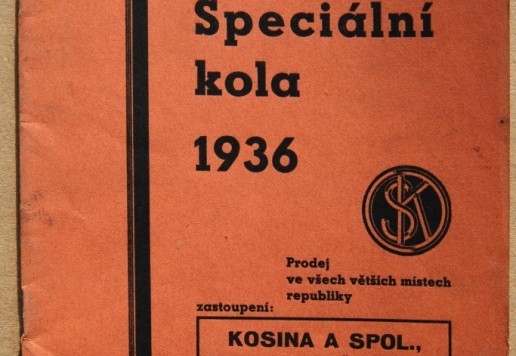 Speciální
kola
1936
SK
Prodej
ve všech větších místech
republiky
zastoupení:
KOSINA A SPOL.,